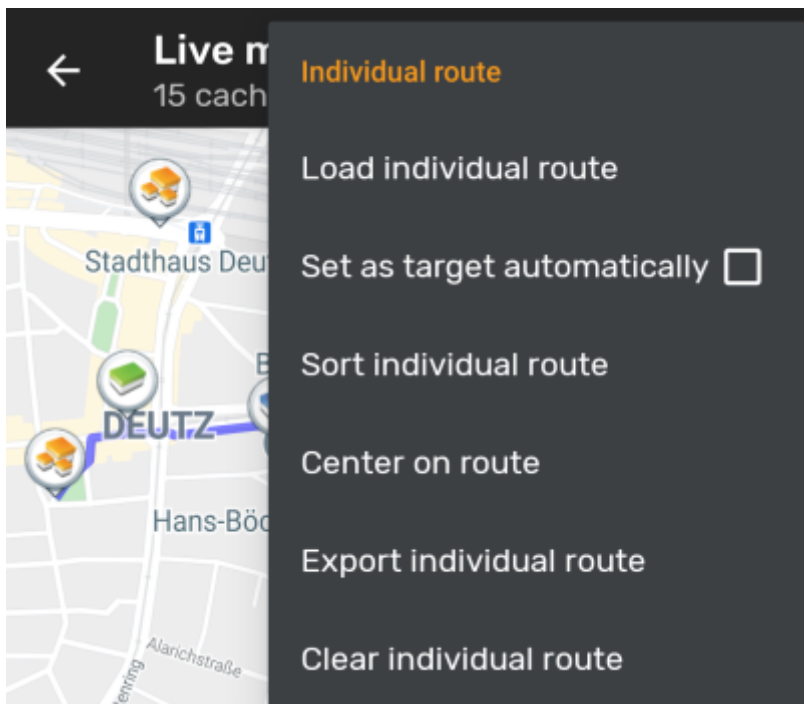 Live m
15 cach
Individual route
Load individual route
Set as target automatically
Sort individual route
Center on route
Export individual route
Clear individual route
Stadthaus Deu
B
DEUTZ
Hans-Böc
Alarichstraße
enring